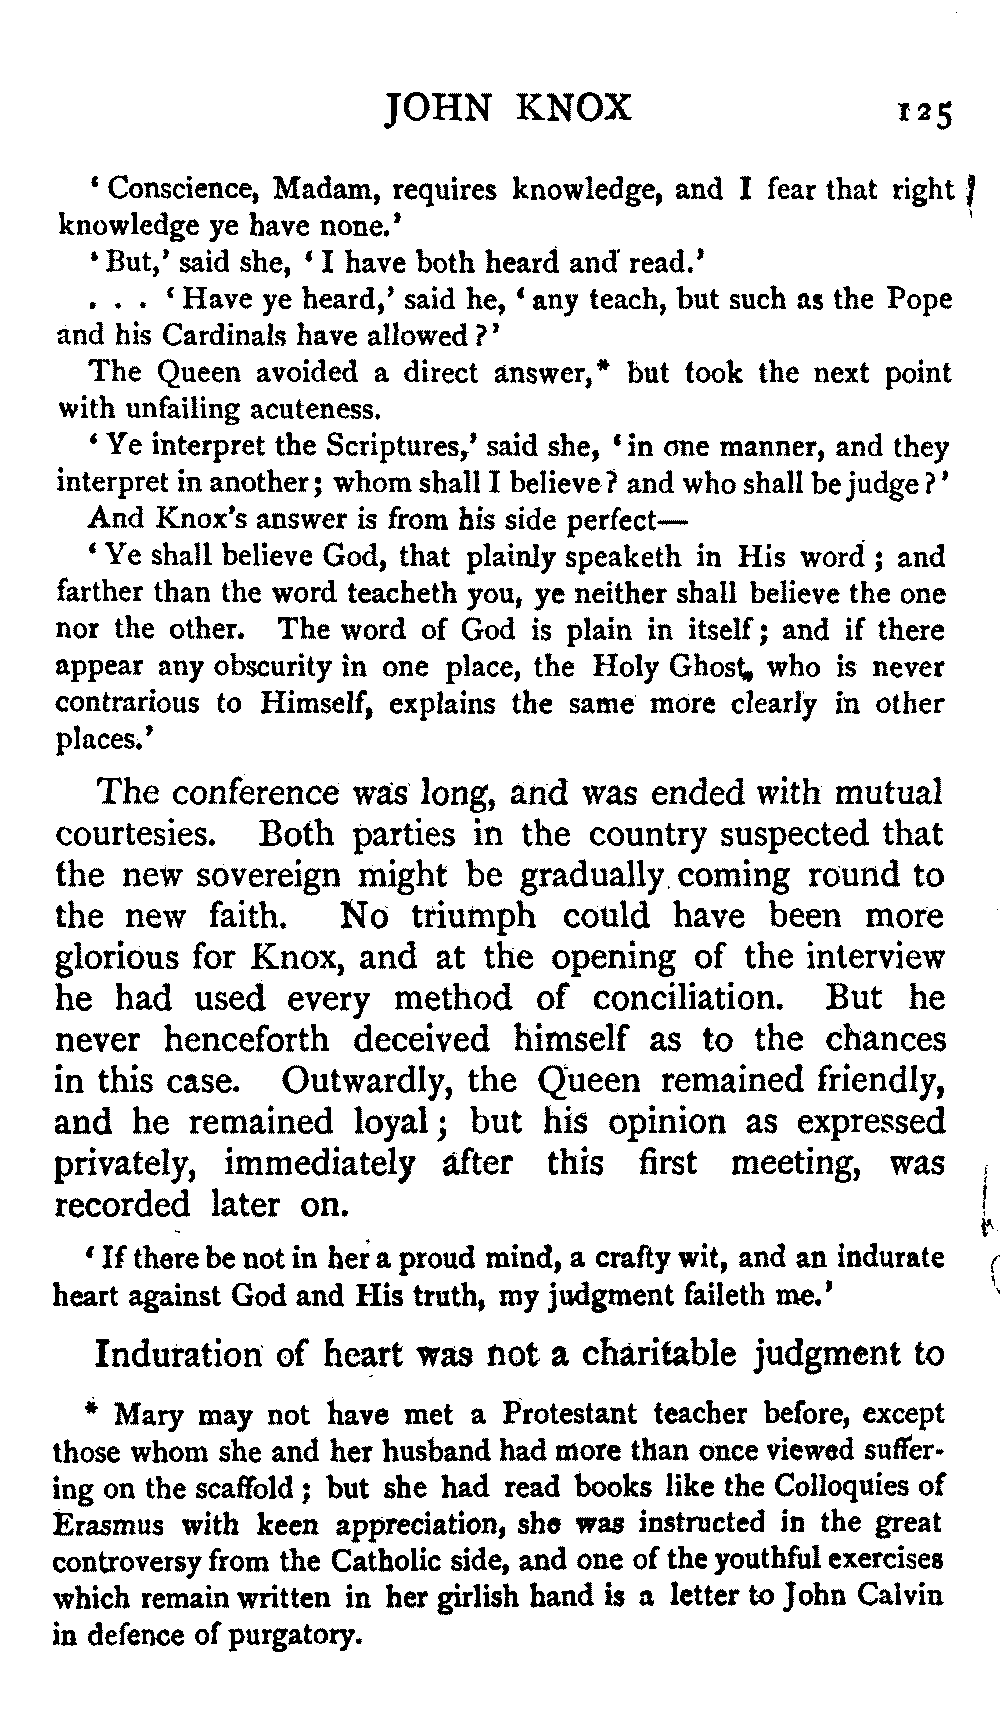 JOHN KNOX 125
‘ Conscience, Madam, requires knowledge, and I fear that right
knowledge ye have none.’
‘ But,’ said she, ‘ I have both heard and read.’
. . . ‘ Have ye heard,’ said he, ‘ any teach, but such as the Pope
and his Cardinals have allowed ?’
The Queen avoided a direct answer,* but took the next point
with unfailing acuteness.
‘ Ye interpret the Scriptures,’ said she, ‘ in one manner, and they
interpret in another ; whom shall I believe ? and who shall be judge ?’
And Knox’s answer is from his side perfect—
‘ Ye shall believe God, that plainly speaketh in His word ; and
farther than the word teacheth you, ye neither shall believe the one
nor the other. The word of God is plain in itself ; and if there
appear any obscurity in one place, the Holy Ghost, who is never
contrarious to Himself, explains the same more clearly in other
places.’
The conference was long, and was ended with mutual
courtesies. Both parties in the country suspected that
the new sovereign might be gradually coming round to
the new faith. No triumph could have been more
glorious for Knox, and at the opening of the interview
he had used every method of conciliation. But he
never henceforth deceived himself as to the chances
in this case. Outwardly, the Queen remained friendly,
and he remained loyal ; but his opinion as expressed
privately, immediately after this first meeting, was
recorded later on.
‘ If there be not in her a proud mind, a crafty wit, and an indurate
heart against God and His truth, my judgment faileth me.’
Induration of heart was not a charitable judgment to
* Mary may not have met a Protestant teacher before, except
those whom she and her husband had more than once viewed suffer-
ing on the scaffold ; but she had read books like the Colloquies of
Erasmus with keen appreciation, she was instructed in the great
controversy from the Catholic side, and one of the youthful exercises
which remain written in her girlish hand is a letter to John Calvin
in defence of purgatory.